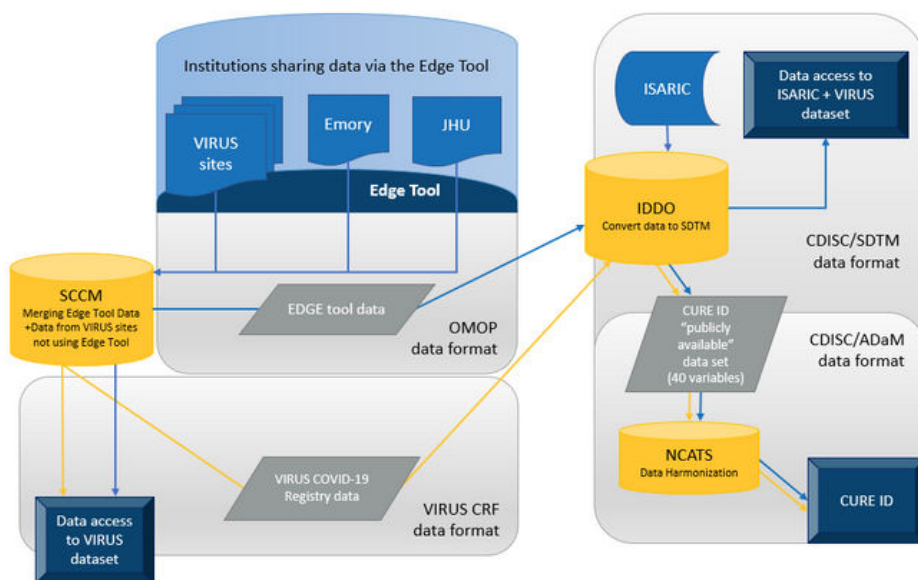 Institutions sharing data via the Edge Tool
VIRUS
sites
Emory
JHU
Edge Tool
ISARIC
Data access to
ISARIC + VIRUS
dataset
IDDO
Convert data to SDTM
CDISC/SDTM
data format
SCCM
Merging Edge Tool Data
+Data from VIRUS sites
not using Edge Tool
EDGE tool data
OMOP
data format
CURE ID
"publicly
available"
data set
(40 variables)
CDISC/ADaM
data format
NCATS
Data Harmonization
VIRUS COVID-19
Registry data
VIRUS CRF
data format
Data access
to VIRUS
dataset
CURE ID